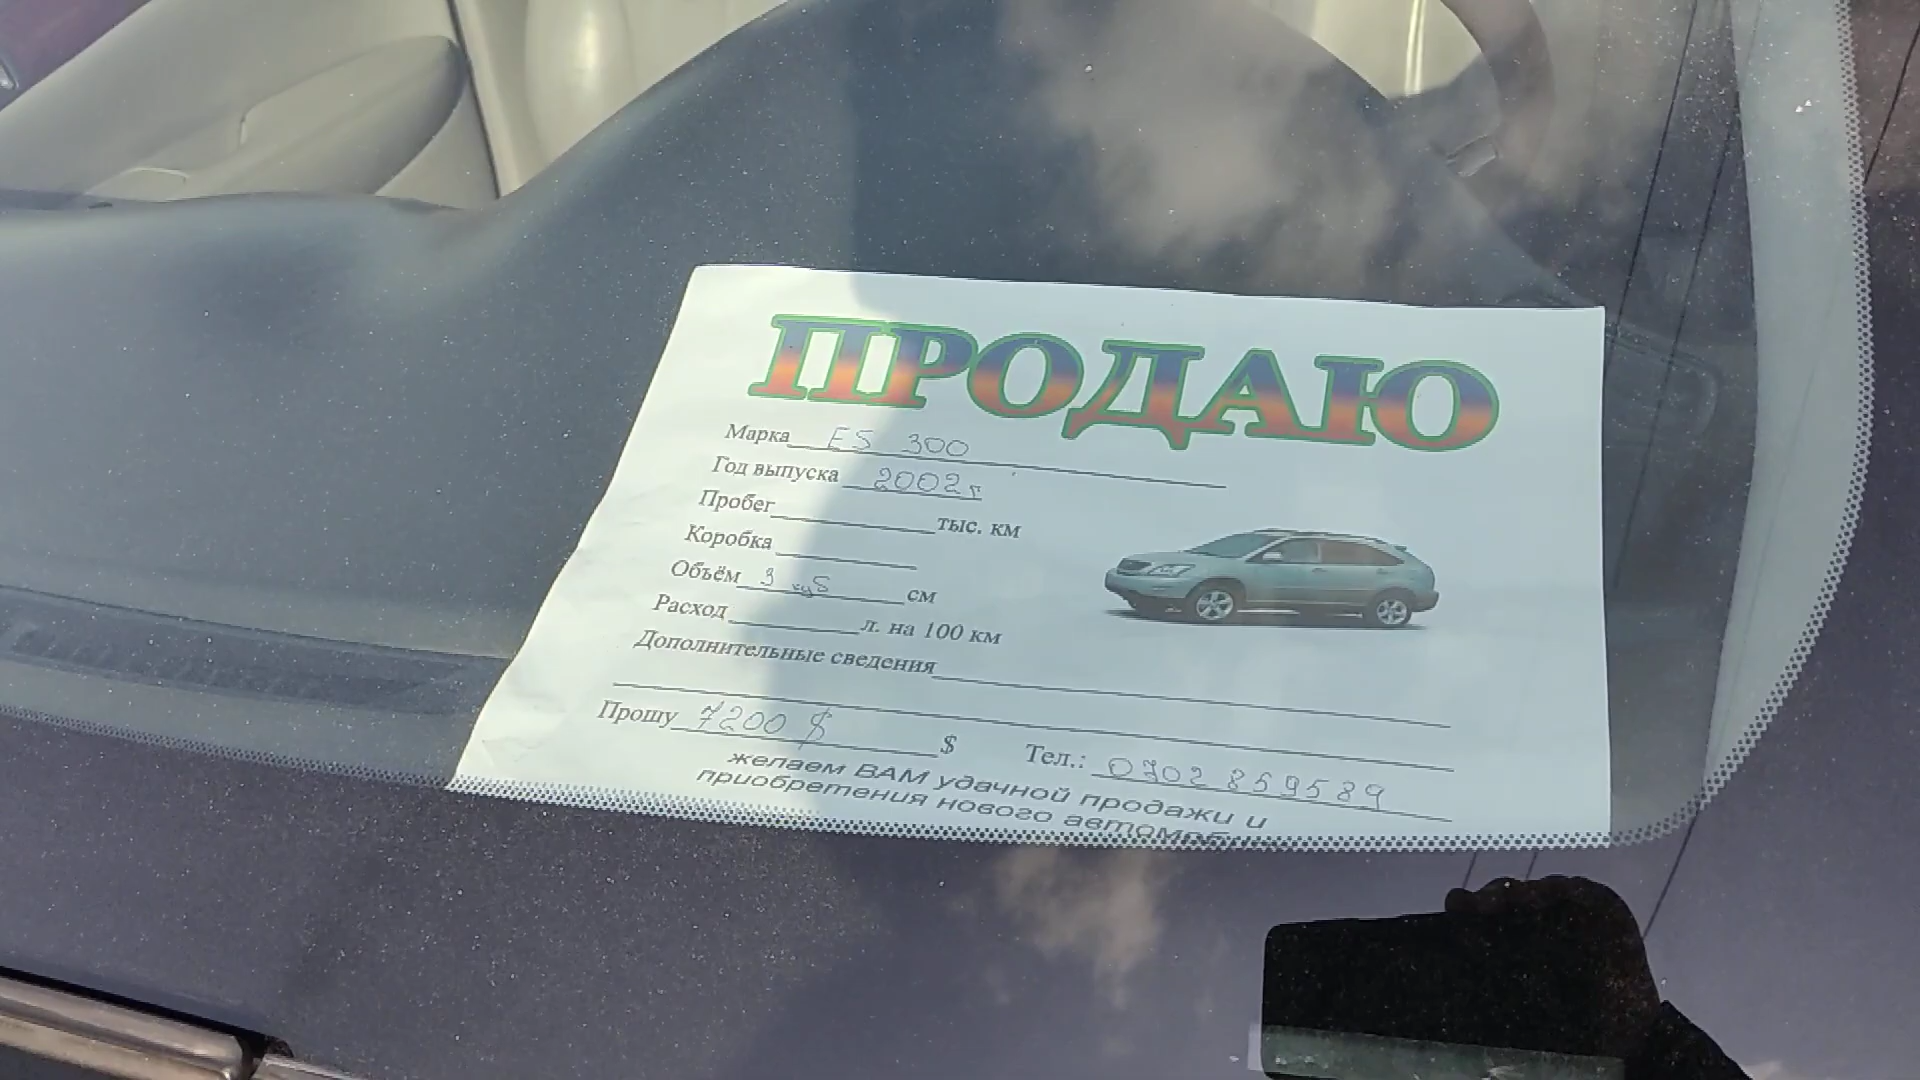 ПРОДАЮ
Марка ES 300
Год выпуска 2002г
Пробег тыс. км
Коробка
Объём 3 куб см
Расход л. на 100 км
Дополнительные сведения
Прошу 7200 $ $ Тел.: 0702 859589
желаем ВАМ удачной продажи и
приобретения нового